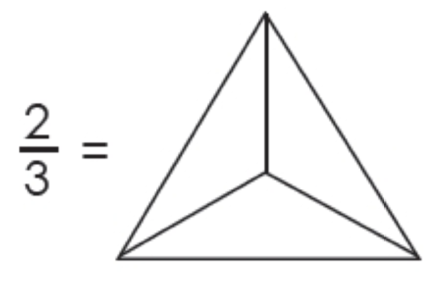 2/3 =